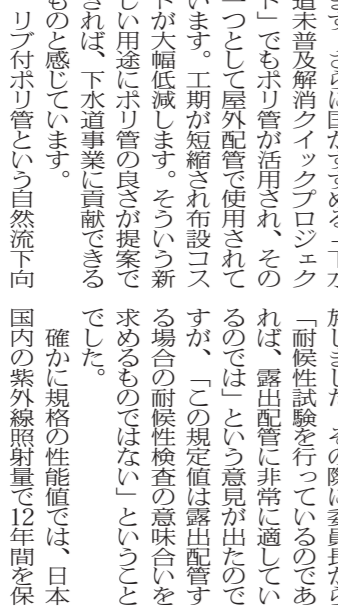 ます。さらに国がすすめる「下水
道未普及解消クイックプロジェク
ト」でもポリ管が活用され、その
一つとして屋外配管で使用されて
います。工期が短縮され布設コス
トが大幅低減します。そういう新
しい用途にポリ管の良さが提案で
きれば、下水道事業に貢献できる
ものと感じています。
リブ付ポリ管という自然流下向
施しました。その際に委員長から
「耐候性試験を行っているのであ
れば、露出配管に非常に適してい
るのでは」という意見が出たので
すが、「この規定値は露出配管す
る場合の耐候性検査の意味合いを
求めるものではない」ということ
でした。
確かに規格の性能値では、日本
国内の紫外線照射量で12年間を保